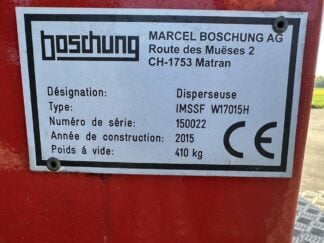 boschung
MARCEL BOSCHUNG AG
Route des Muëses 2
CH-1753 Matran
Désignation: Disperseuse
Type: IMSSF W17015H
Numéro de série: 150022
Année de construction: 2015
Poids à vide: 410 kg
CE